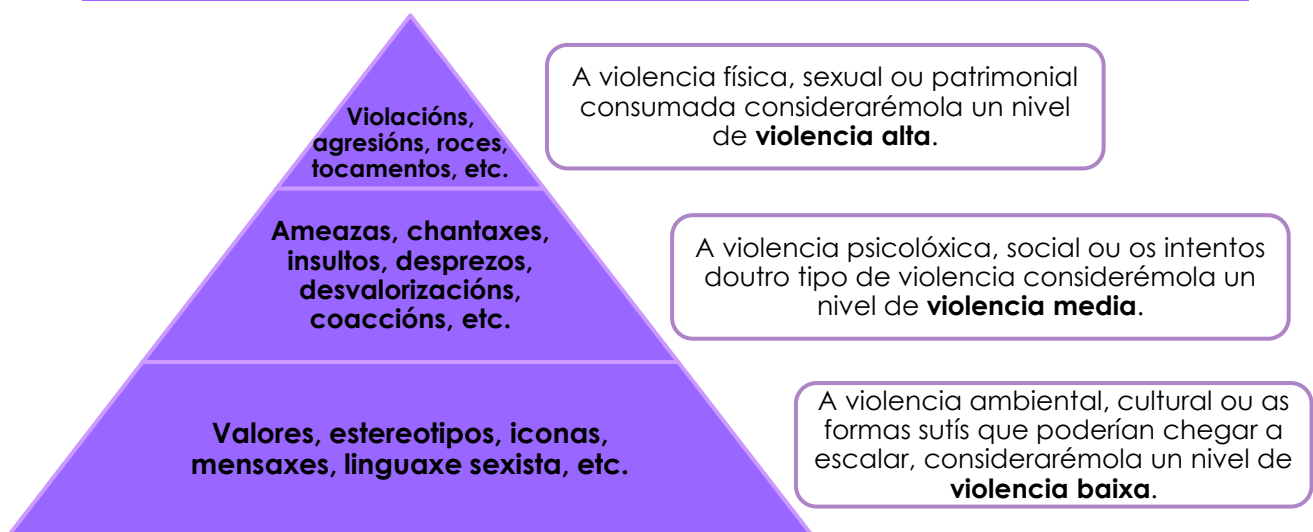 Violacións,
agresións, roces,
tocamentos, etc.
A violencia física, sexual ou patrimonial
consumada considerarémola un nivel
de violencia alta.
Ameazas, chantaxes,
insultos, desprezos,
desvalorizacións,
coaccións, etc.
A violencia psicolóxica, social ou os intentos
doutro tipo de violencia considerémola un
nivel de violencia media.
Valores, estereotipos, iconas,
mensaxes, linguaxe sexista, etc.
A violencia ambiental, cultural ou as
formas sutís que poderían chegar a
escalar, considerarémola un nivel de
violencia baixa.